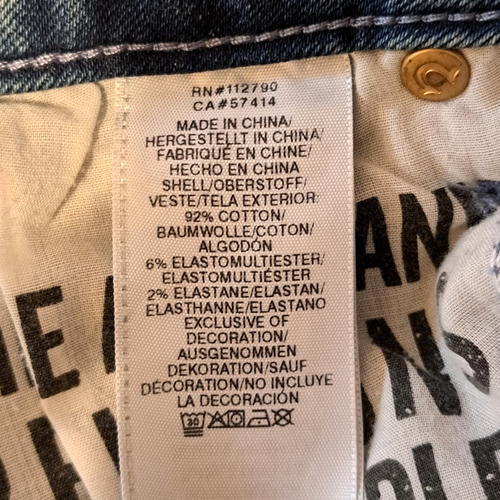 RN#112790
CA#57414
MADE IN CHINA/
HERGESTELLT IN CHINA/
FABRIQUÉ EN CHINE/
HECHO EN CHINA
SHELL/OBERSTOFF/
VESTE/TELA EXTERIOR:
92% COTTON/
BAUMWOLLE/COTON/
ALGODÓN
6% ELASTOMULTIESTER/
ELASTOMULTIÉSTER
2% ELASTANE/ELASTAN/
ELASTHANNE/ELASTANO
EXCLUSIVE OF
DECORATION/
AUSGENOMMEN
DEKORATION/SAUF
DÉCORATION/NO INCLUYE
LA DECORACIÓN
30